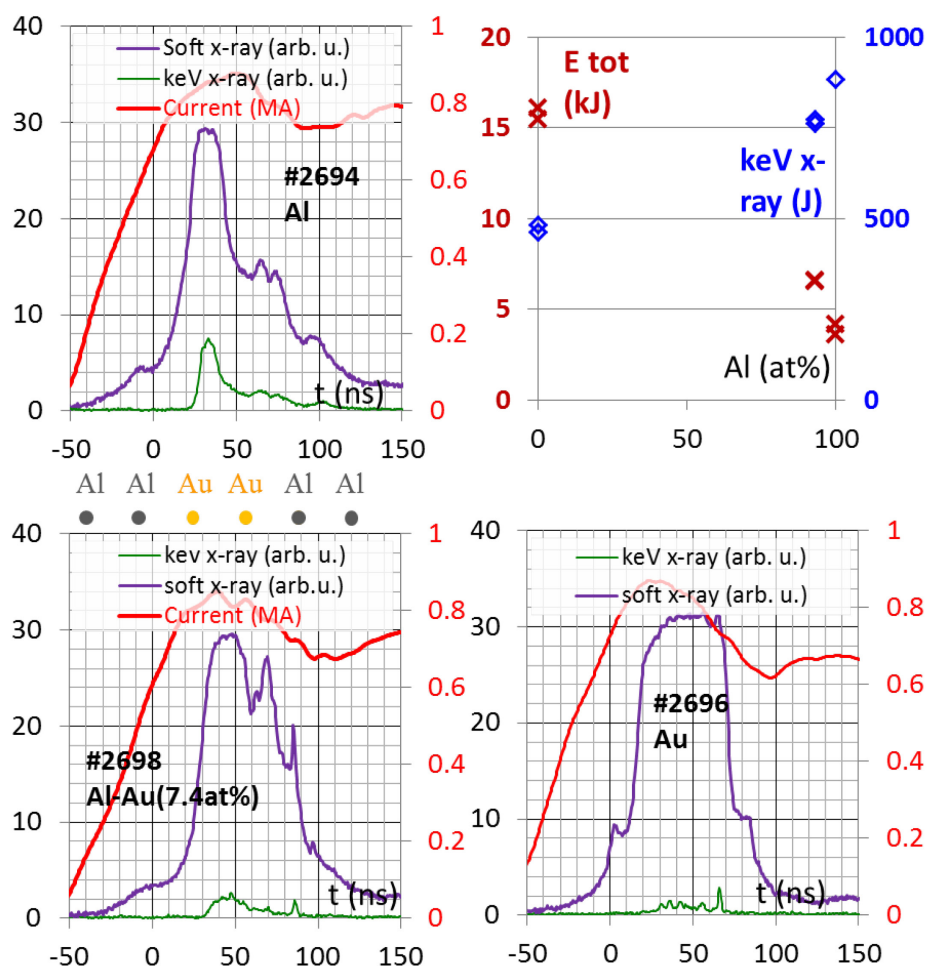 40
30
20
10
0
Soft x-ray (arb. u.)
keV x-ray (arb. u.)
Current (MA)
#2694
Al
t (ns)
1
0.8
0.6
0.4
0.2
0
-50 0 50 100 150
20
15
10
5
0
E tot
(kJ)
keV x-
ray (J)
Al (at%)
1000
500
0
0 50 100
Al Al Au Au Al Al
40
30
20
10
0
kev x-ray (arb. u.)
soft x-ray (arb.u.)
Current (MA)
#2698
Al-Au(7.4at%)
t (ns)
1
0.8
0.6
0.4
0.2
0
-50 0 50 100 150
40
30
20
10
0
keV x-ray (arb. u.)
soft x-ray (arb. u.)
#2696
Au
t (ns)
1
0.8
0.6
0.4
0.2
0
-50 0 50 100 150